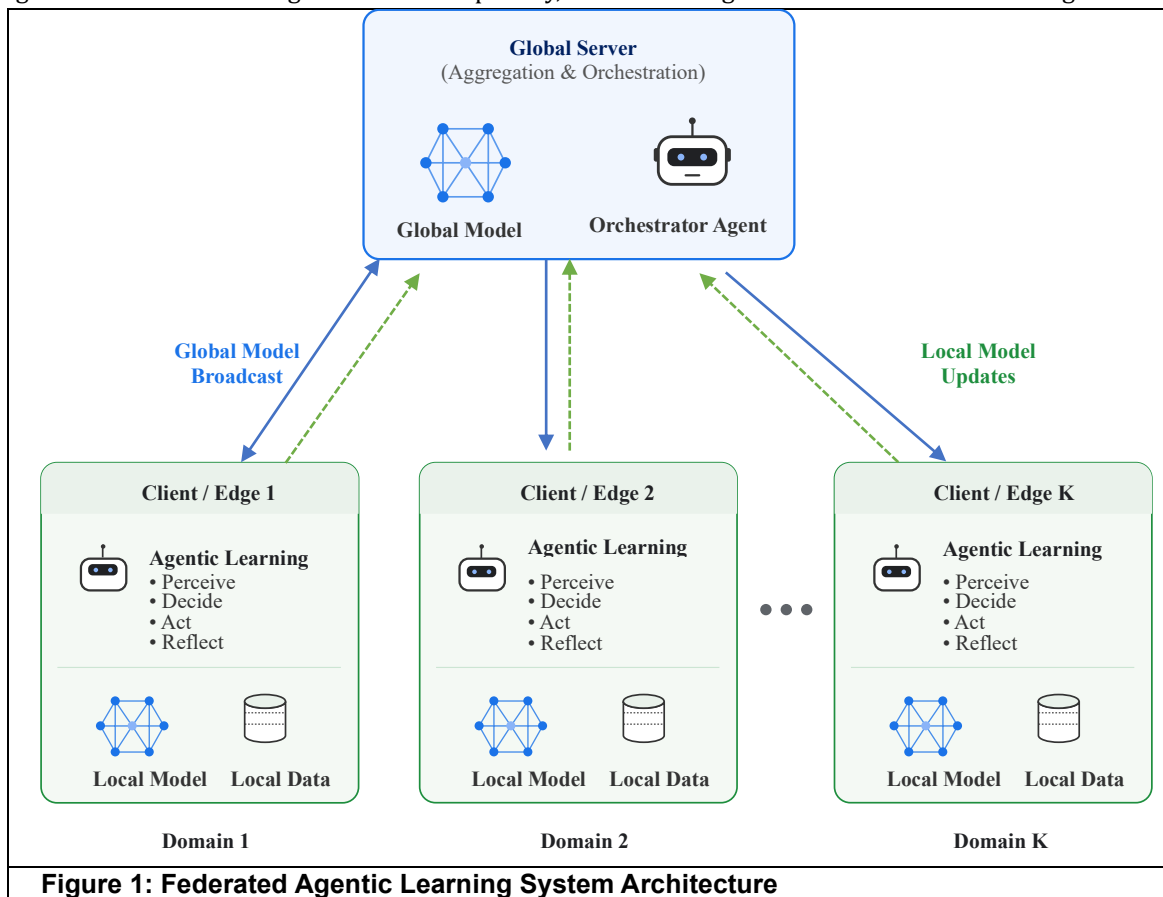 Global Server
(Aggregation & Orchestration)
Global Model
Orchestrator Agent
Global Model
Broadcast
Local Model
Updates
Client / Edge 1
Agentic Learning
• Perceive
• Decide
• Act
• Reflect
Local Model
Local Data
Domain 1
Client / Edge 2
Agentic Learning
• Perceive
• Decide
• Act
• Reflect
Local Model
Local Data
Domain 2
Client / Edge K
Agentic Learning
• Perceive
• Decide
• Act
• Reflect
Local Model
Local Data
Domain K
Figure 1: Federated Agentic Learning System Architecture